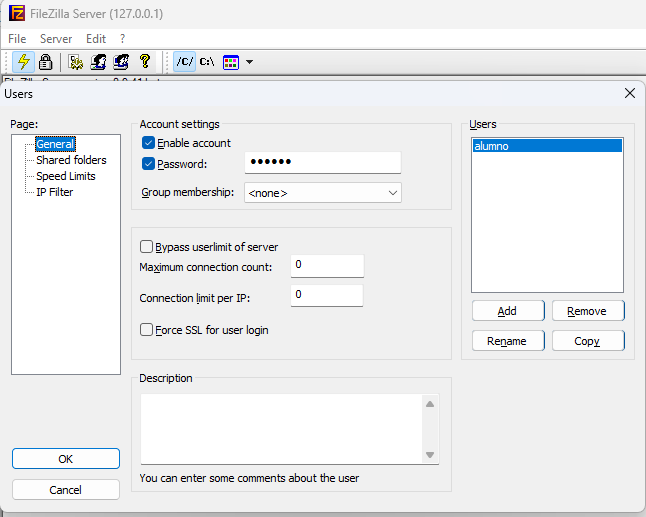 FileZilla Server (127.0.0.1)
File Server Edit ?
/C/ C:\
Users
Page:
General
Shared folders
Speed Limits
IP Filter
OK
Cancel
Account settings
Enable account
Password: ••••••
Group membership: <none>
Bypass userlimit of server
Maximum connection count: 0
Connection limit per IP: 0
Force SSL for user login
Description
You can enter some comments about the user
Users
alumno
Add Remove
Rename Copy